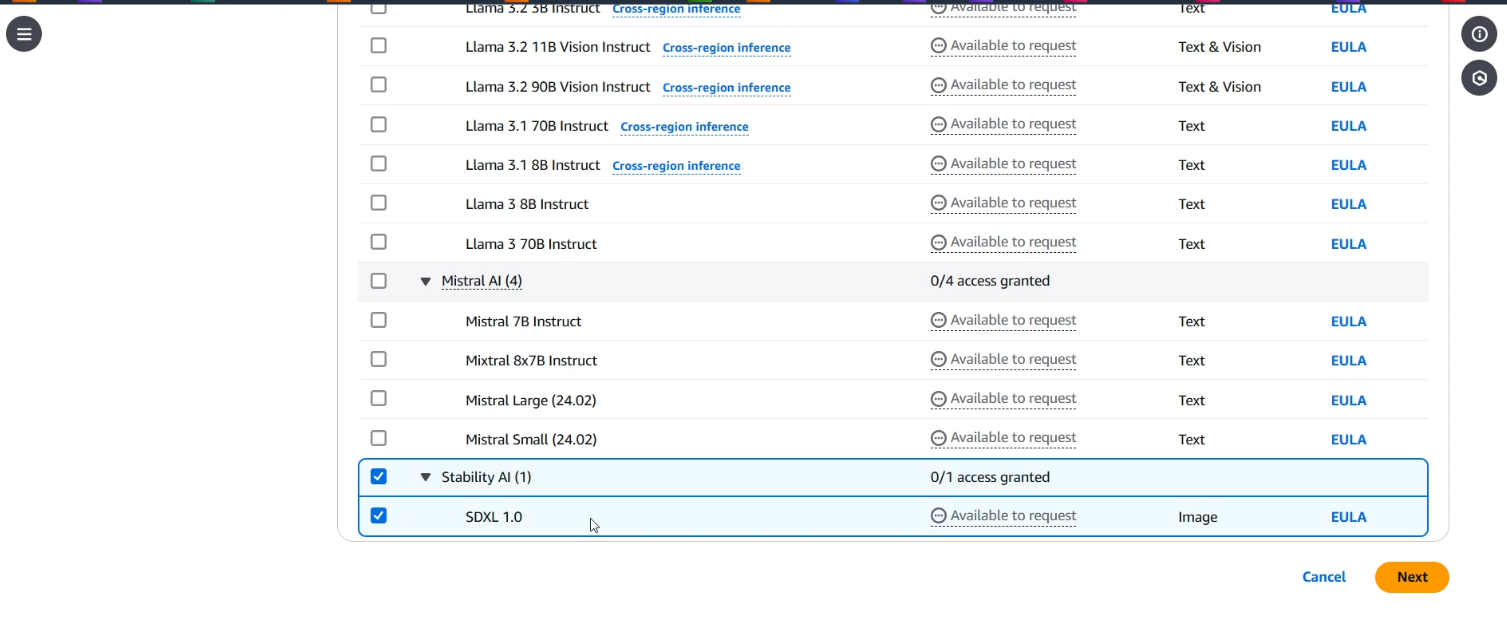 Llama 3.2 3B Instruct Cross-region inference Available to request Text EULA
Llama 3.2 11B Vision Instruct Cross-region inference Available to request Text & Vision EULA
Llama 3.2 90B Vision Instruct Cross-region inference Available to request Text & Vision EULA
Llama 3.1 70B Instruct Cross-region inference Available to request Text EULA
Llama 3.1 8B Instruct Cross-region inference Available to request Text EULA
Llama 3 8B Instruct Available to request Text EULA
Llama 3 70B Instruct Available to request Text EULA
Mistral AI (4) 0/4 access granted
Mistral 7B Instruct Available to request Text EULA
Mixtral 8x7B Instruct Available to request Text EULA
Mistral Large (24.02) Available to request Text EULA
Mistral Small (24.02) Available to request Text EULA
Stability AI (1) 0/1 access granted
SDXL 1.0 Available to request Image EULA
Cancel Next